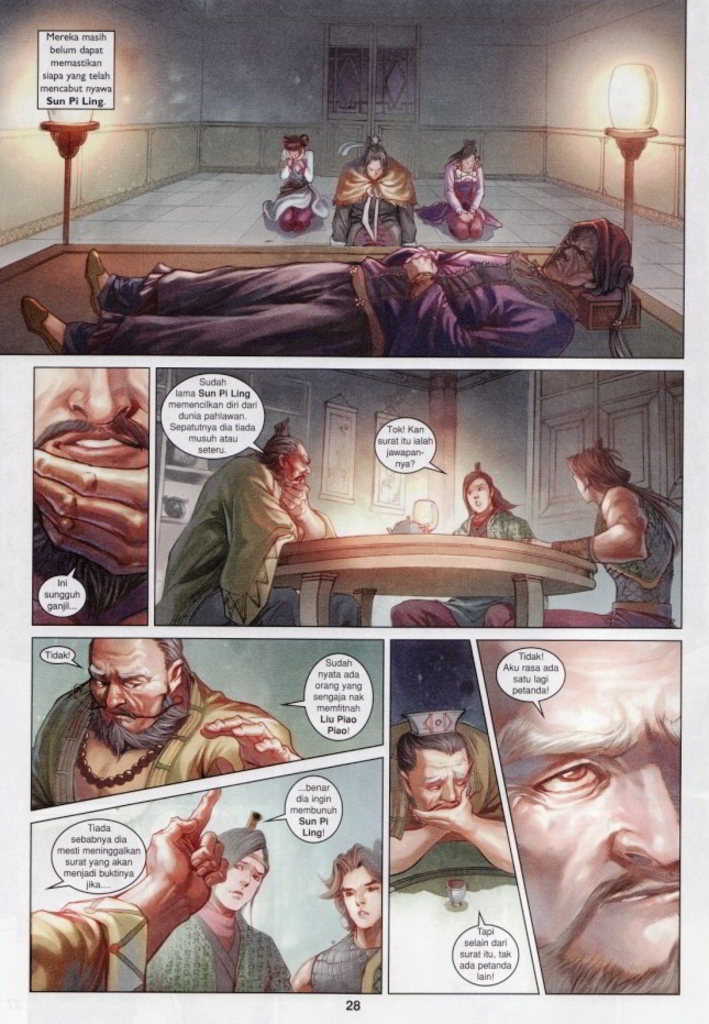 Mereka masih
belum dapat
memastikan
siapa yang telah
mencabut nyawa
Sun Pi Ling.
Ini
sungguh
ganjil...
Sudah
lama Sun Pi Ling
memencilkan diri dari
dunia pahlawan.
Sepatutnya dia tiada
musuh atau
seteru.
Tok! Kan
surat itu ialah
jawapan-
nya?
Tidak!
Sudah
nyata ada
orang yang
sengaja nak
memfitnah
Liu Piao
Piao!
Tiada
sebabnya dia
mesti meninggalkan
surat yang akan
menjadi buktinya
jika....
...benar
dia ingin
membunuh
Sun Pi
Ling!
Tapi
selain dari
surat itu, tak
ada petanda
lain!
Tidak!
Aku rasa ada
satu lagi
petanda!
28